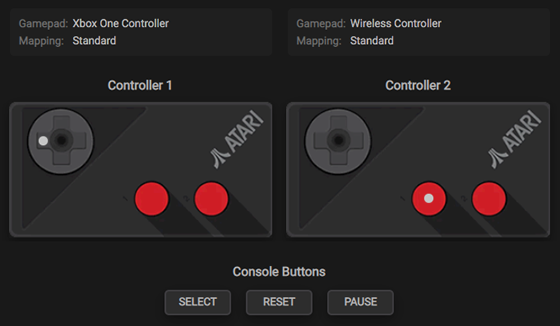 Gamepad: Xbox One Controller
Mapping: Standard
Gamepad: Wireless Controller
Mapping: Standard
Controller 1
Controller 2
ATARI
ATARI
Console Buttons
SELECT
RESET
PAUSE